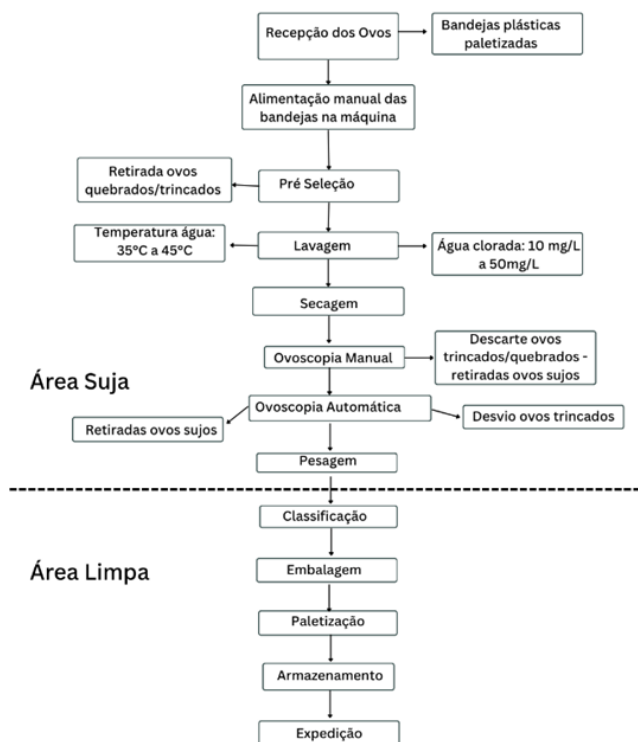 Recepção dos Ovos
Bandejas plásticas
paletizadas
Alimentação manual das
bandejas na máquina
Retirada ovos
quebrados/trincados
Pré Seleção
Temperatura água:
35°C a 45°C
Lavagem
Água clorada: 10 mg/L
a 50mg/L
Secagem
Ovoscopia Manual
Descarte ovos
trincados/quebrados -
retiradas ovos sujos
Área Suja
Ovoscopia Automática
Retiradas ovos sujos
Desvio ovos trincados
Pesagem
Classificação
Área Limpa
Embalagem
Paletização
Armazenamento
Expedição